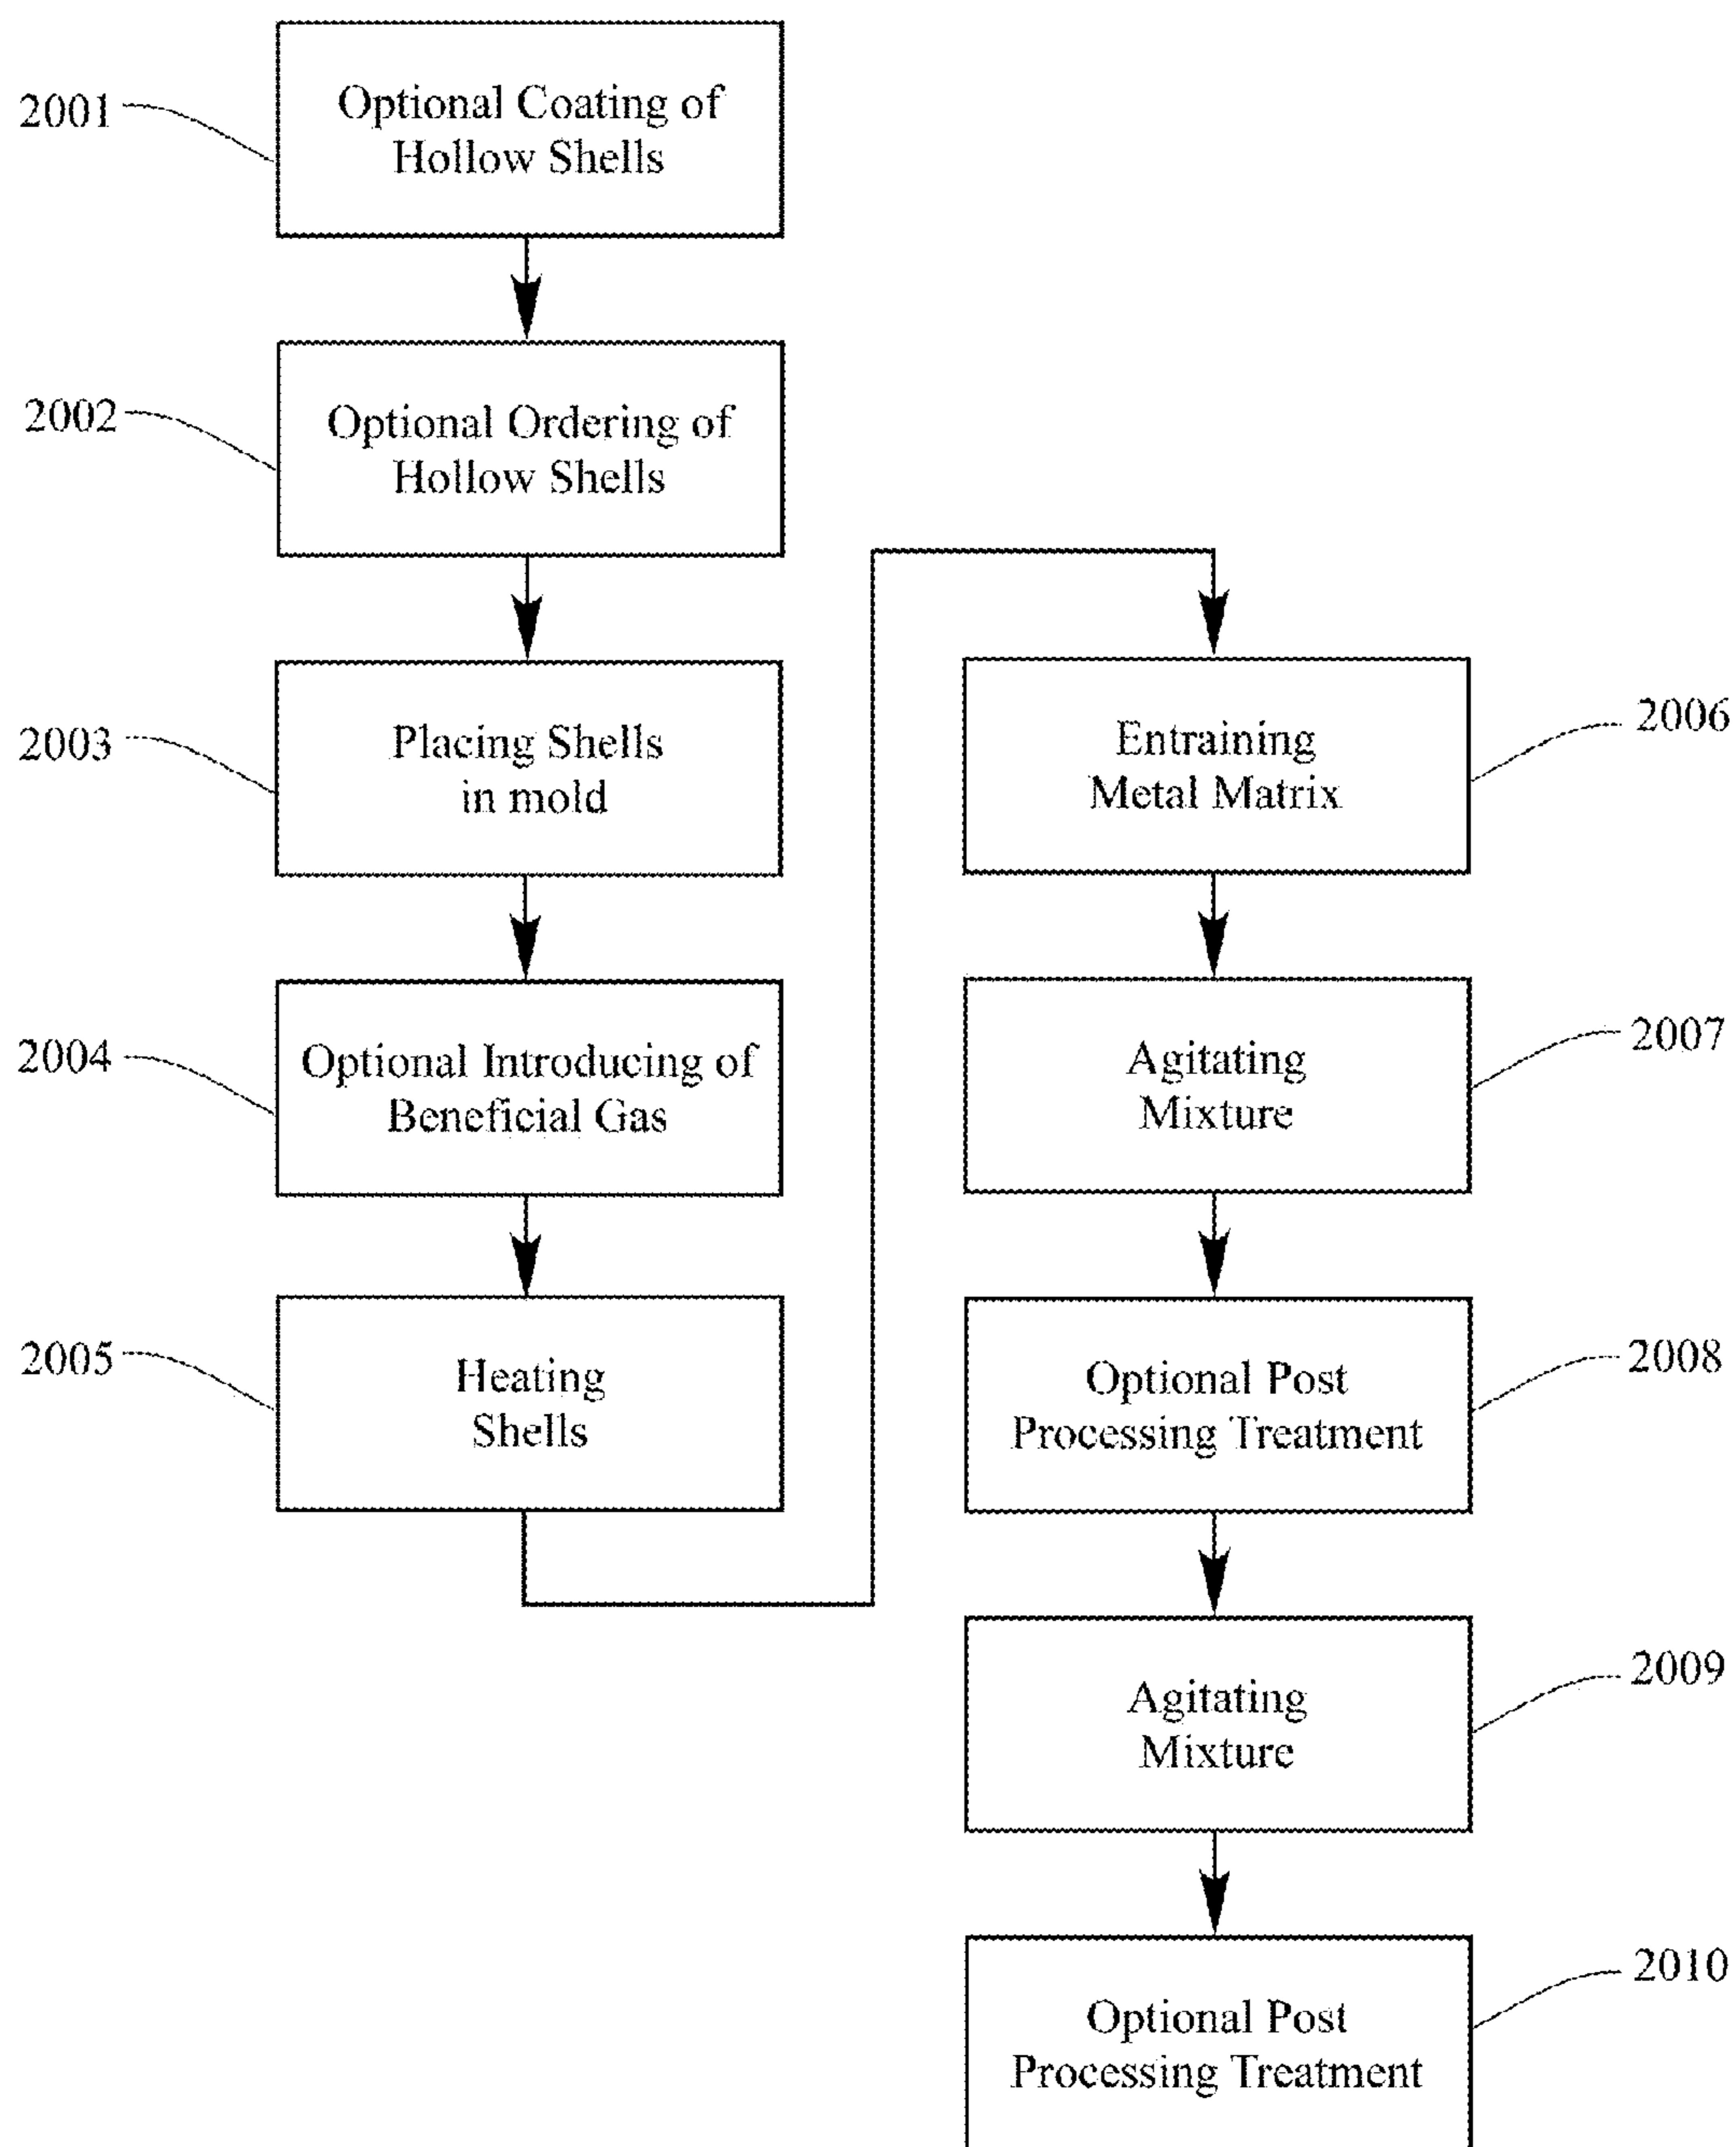 2001
Optional Coating of
Hollow Shells
2002
Optional Ordering of
Hollow Shells
2003
Placing Shells
in mold
2004
Optional Introducing of
Beneficial Gas
2005
Heating
Shells
Entraining
Metal Matrix
2006
Agitating
Mixture
2007
Optional Post
Processing Treatment
2008
Agitating
Mixture
2009
Optional Post
Processing Treatment
2010